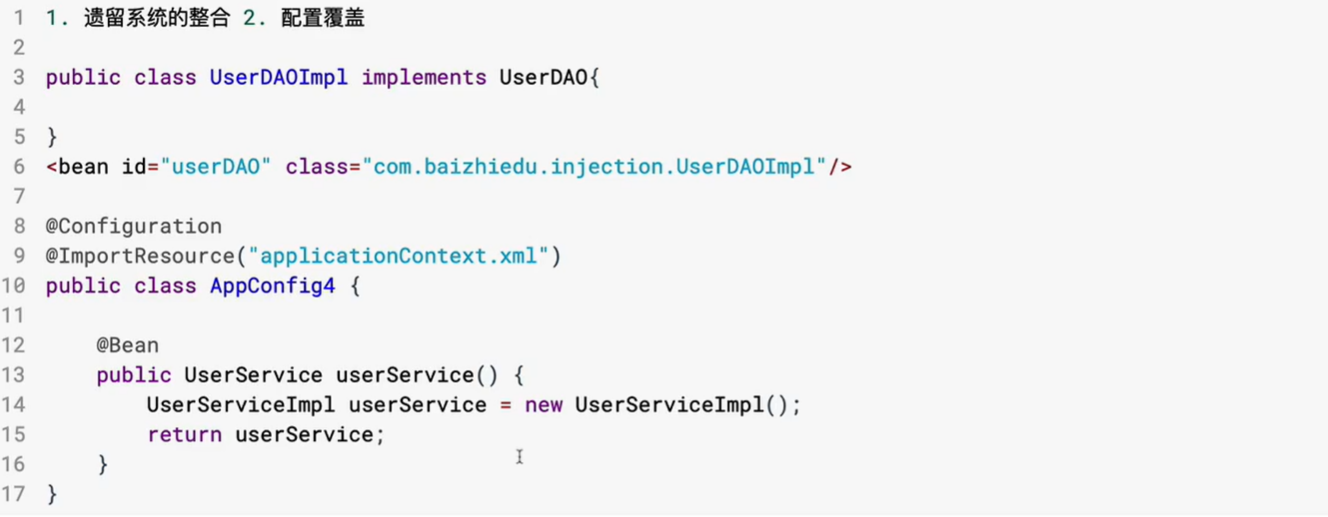 1 1. 遗留系统的整合 2. 配置覆盖
2
3 public class UserDAOImpl implements UserDAO{
4
5 }
6 <bean id="userDAO" class="com.baizhiedu.injection.UserDAOImpl"/>
7
8 @Configuration
9 @ImportResource("applicationContext.xml")
10 public class AppConfig4 {
11
12     @Bean
13     public UserService userService() {
14         UserServiceImpl userService = new UserServiceImpl();
15         return userService;
16     }
17 }